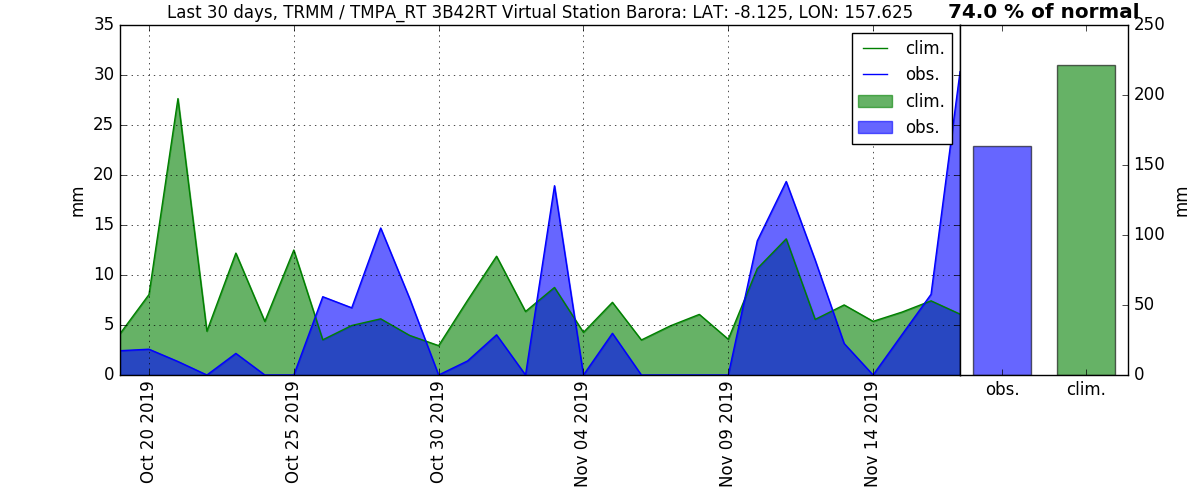 Last 30 days, TRMM / TMPA_RT 3B42RT Virtual Station Barora: LAT: -8.125, LON: 157.625
74.0 % of normal
35
30
25
20
15
10
5
0
mm
clim.
obs.
clim.
obs.
250
200
150
100
50
0
mm
obs.
clim.
Oct 20 2019
Oct 25 2019
Oct 30 2019
Nov 04 2019
Nov 09 2019
Nov 14 2019